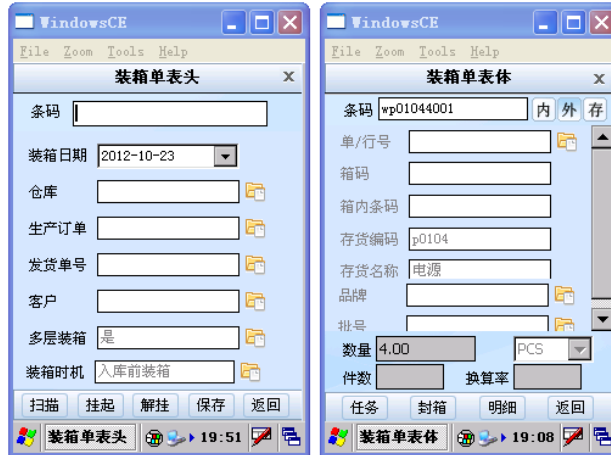 WindowsCE
File Zoom Tools Help
装箱单表头 x
条码
装箱日期 2012-10-23
仓库
生产订单
发货单号
客户
多层装箱 是
装箱时机 入库前装箱
扫描 挂起 解挂 保存 返回
装箱单表头 19:51
WindowsCE
File Zoom Tools Help
装箱单表体 x
条码 wp01044001 内 外 存
单/行号
箱码
箱内条码
存货编码 p0104
存货名称 电源
品牌
批号
数量 4.00 PCS
件数 换算率
任务 封箱 明细 返回
装箱单表体 19:08